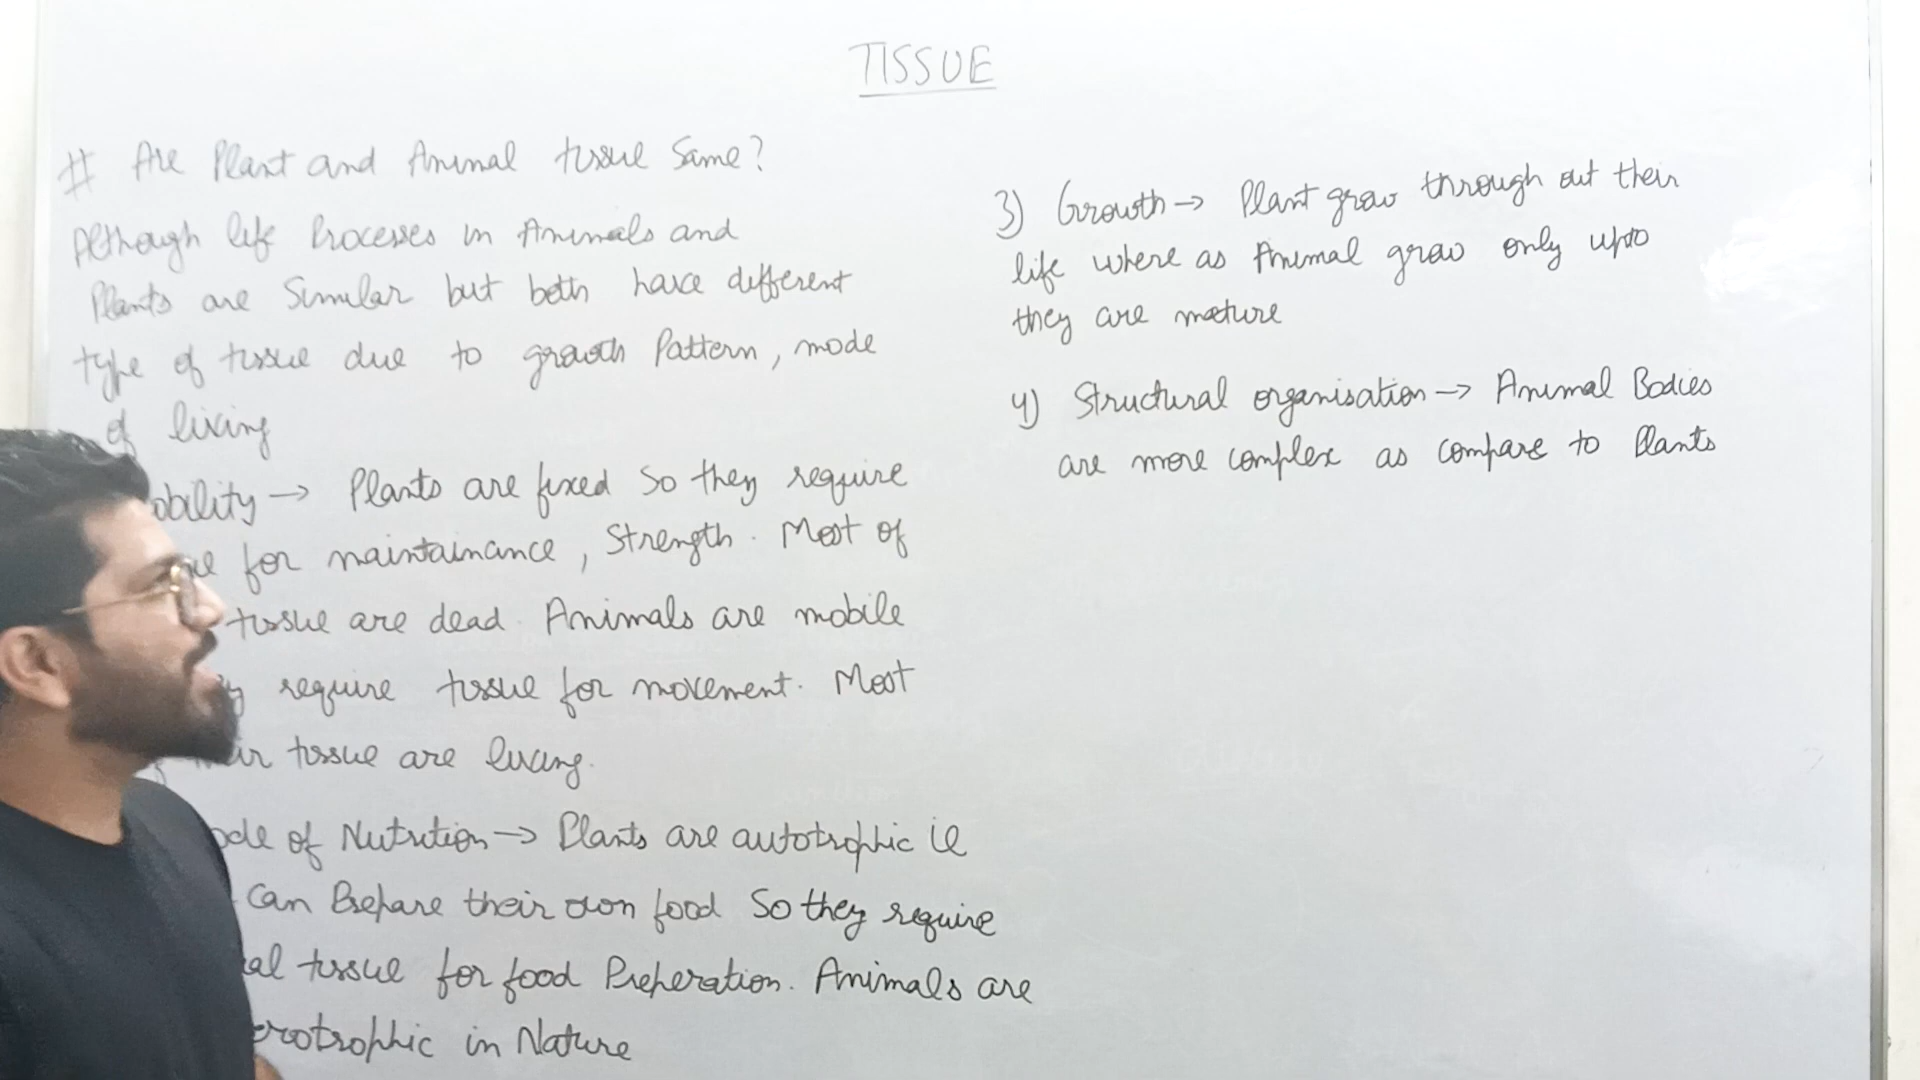 TISSUE
# Are Plant and Animal tissue Same?
Although life Processes in Animals and
Plants are Similar but both have different
type of tissue due to growth Pattern, mode
of living
obility → Plants are fixed So they require
for maintainance, Strength. Most of
tissue are dead. Animals are mobile
require tissue for movement. Most
tissue are living.
ode of Nutrition → Plants are autotrophic ie
Can Prepare their own food So they require
al tissue for food Preperation. Animals are
erotrophic in Nature
3) Growth → Plant grow through out their
life where as Animal grow only upto
they are mature
4) Structural organisation → Animal Bodies
are more complex as compare to Plants